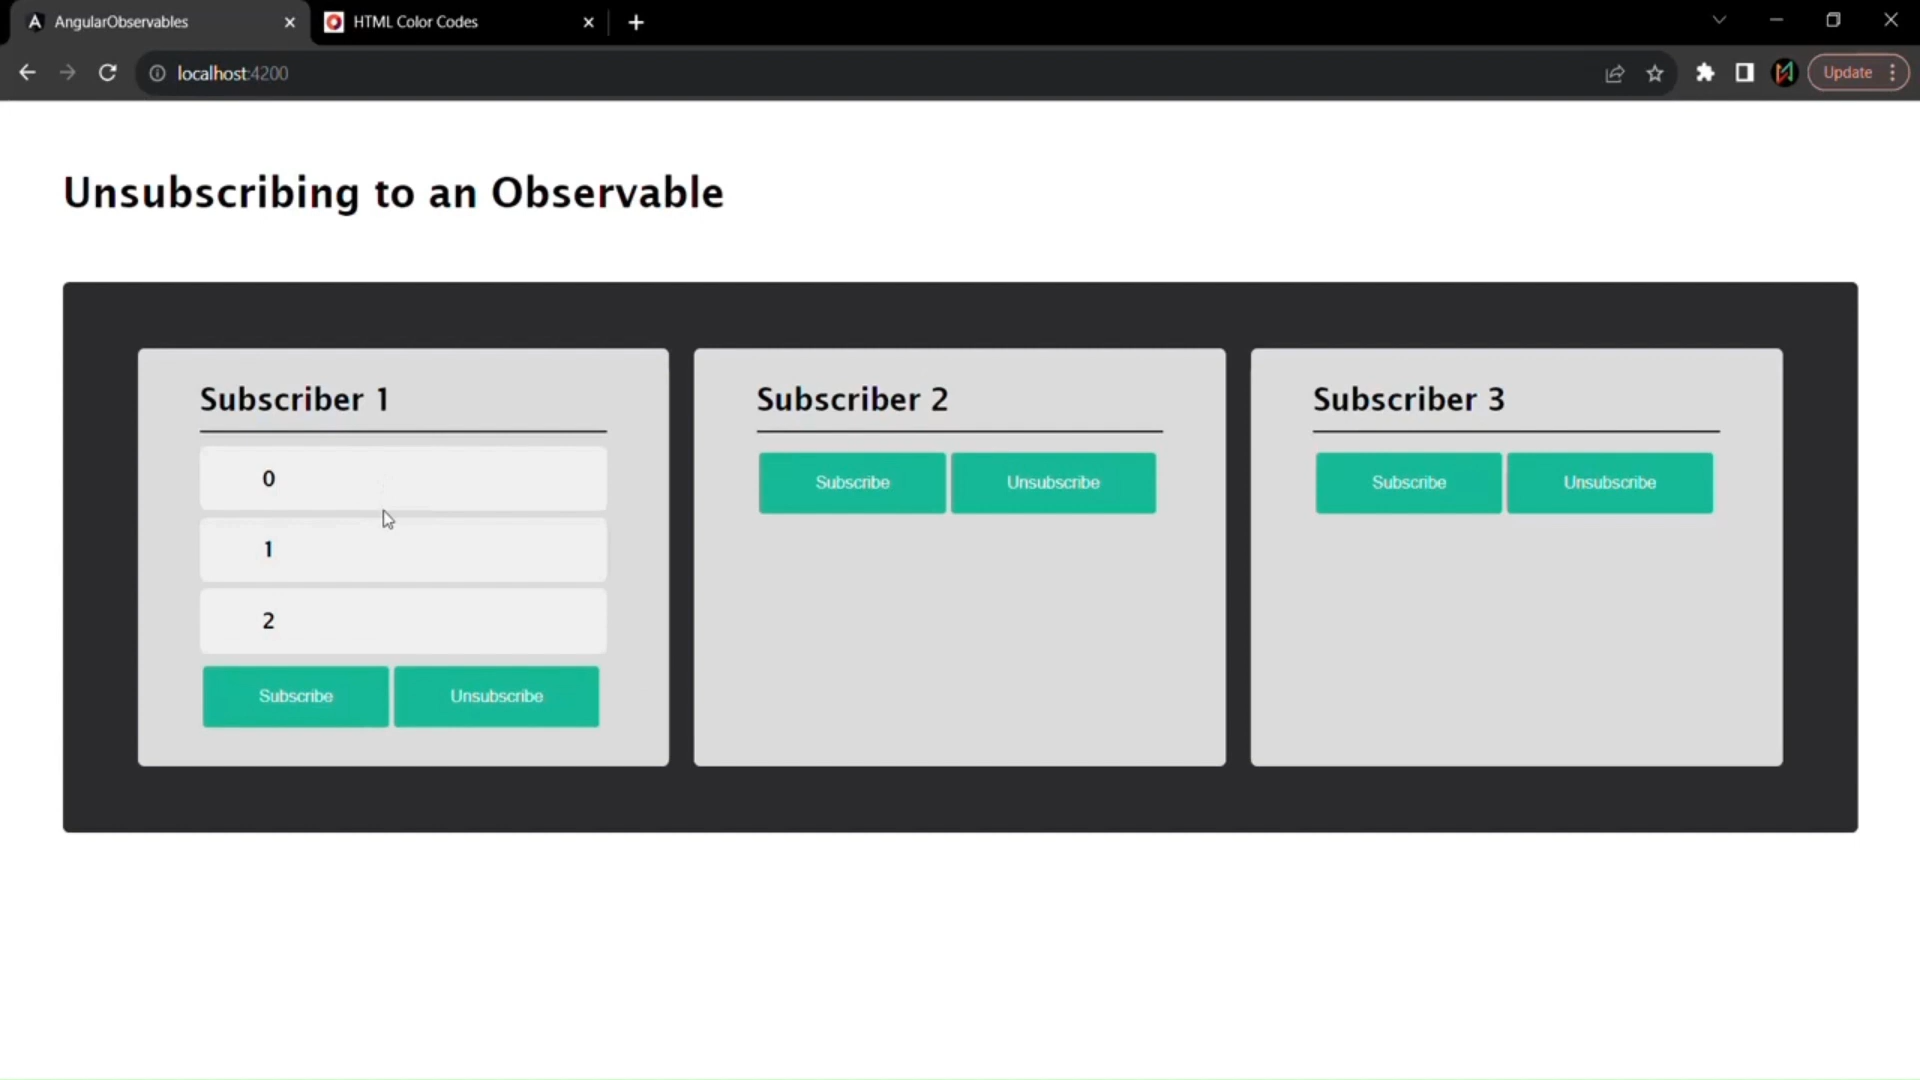 AngularObservables
HTML Color Codes
localhost:4200
Update
Unsubscribing to an Observable
Subscriber 1
0
1
2
Subscribe
Unsubscribe
Subscriber 2
Subscribe
Unsubscribe
Subscriber 3
Subscribe
Unsubscribe